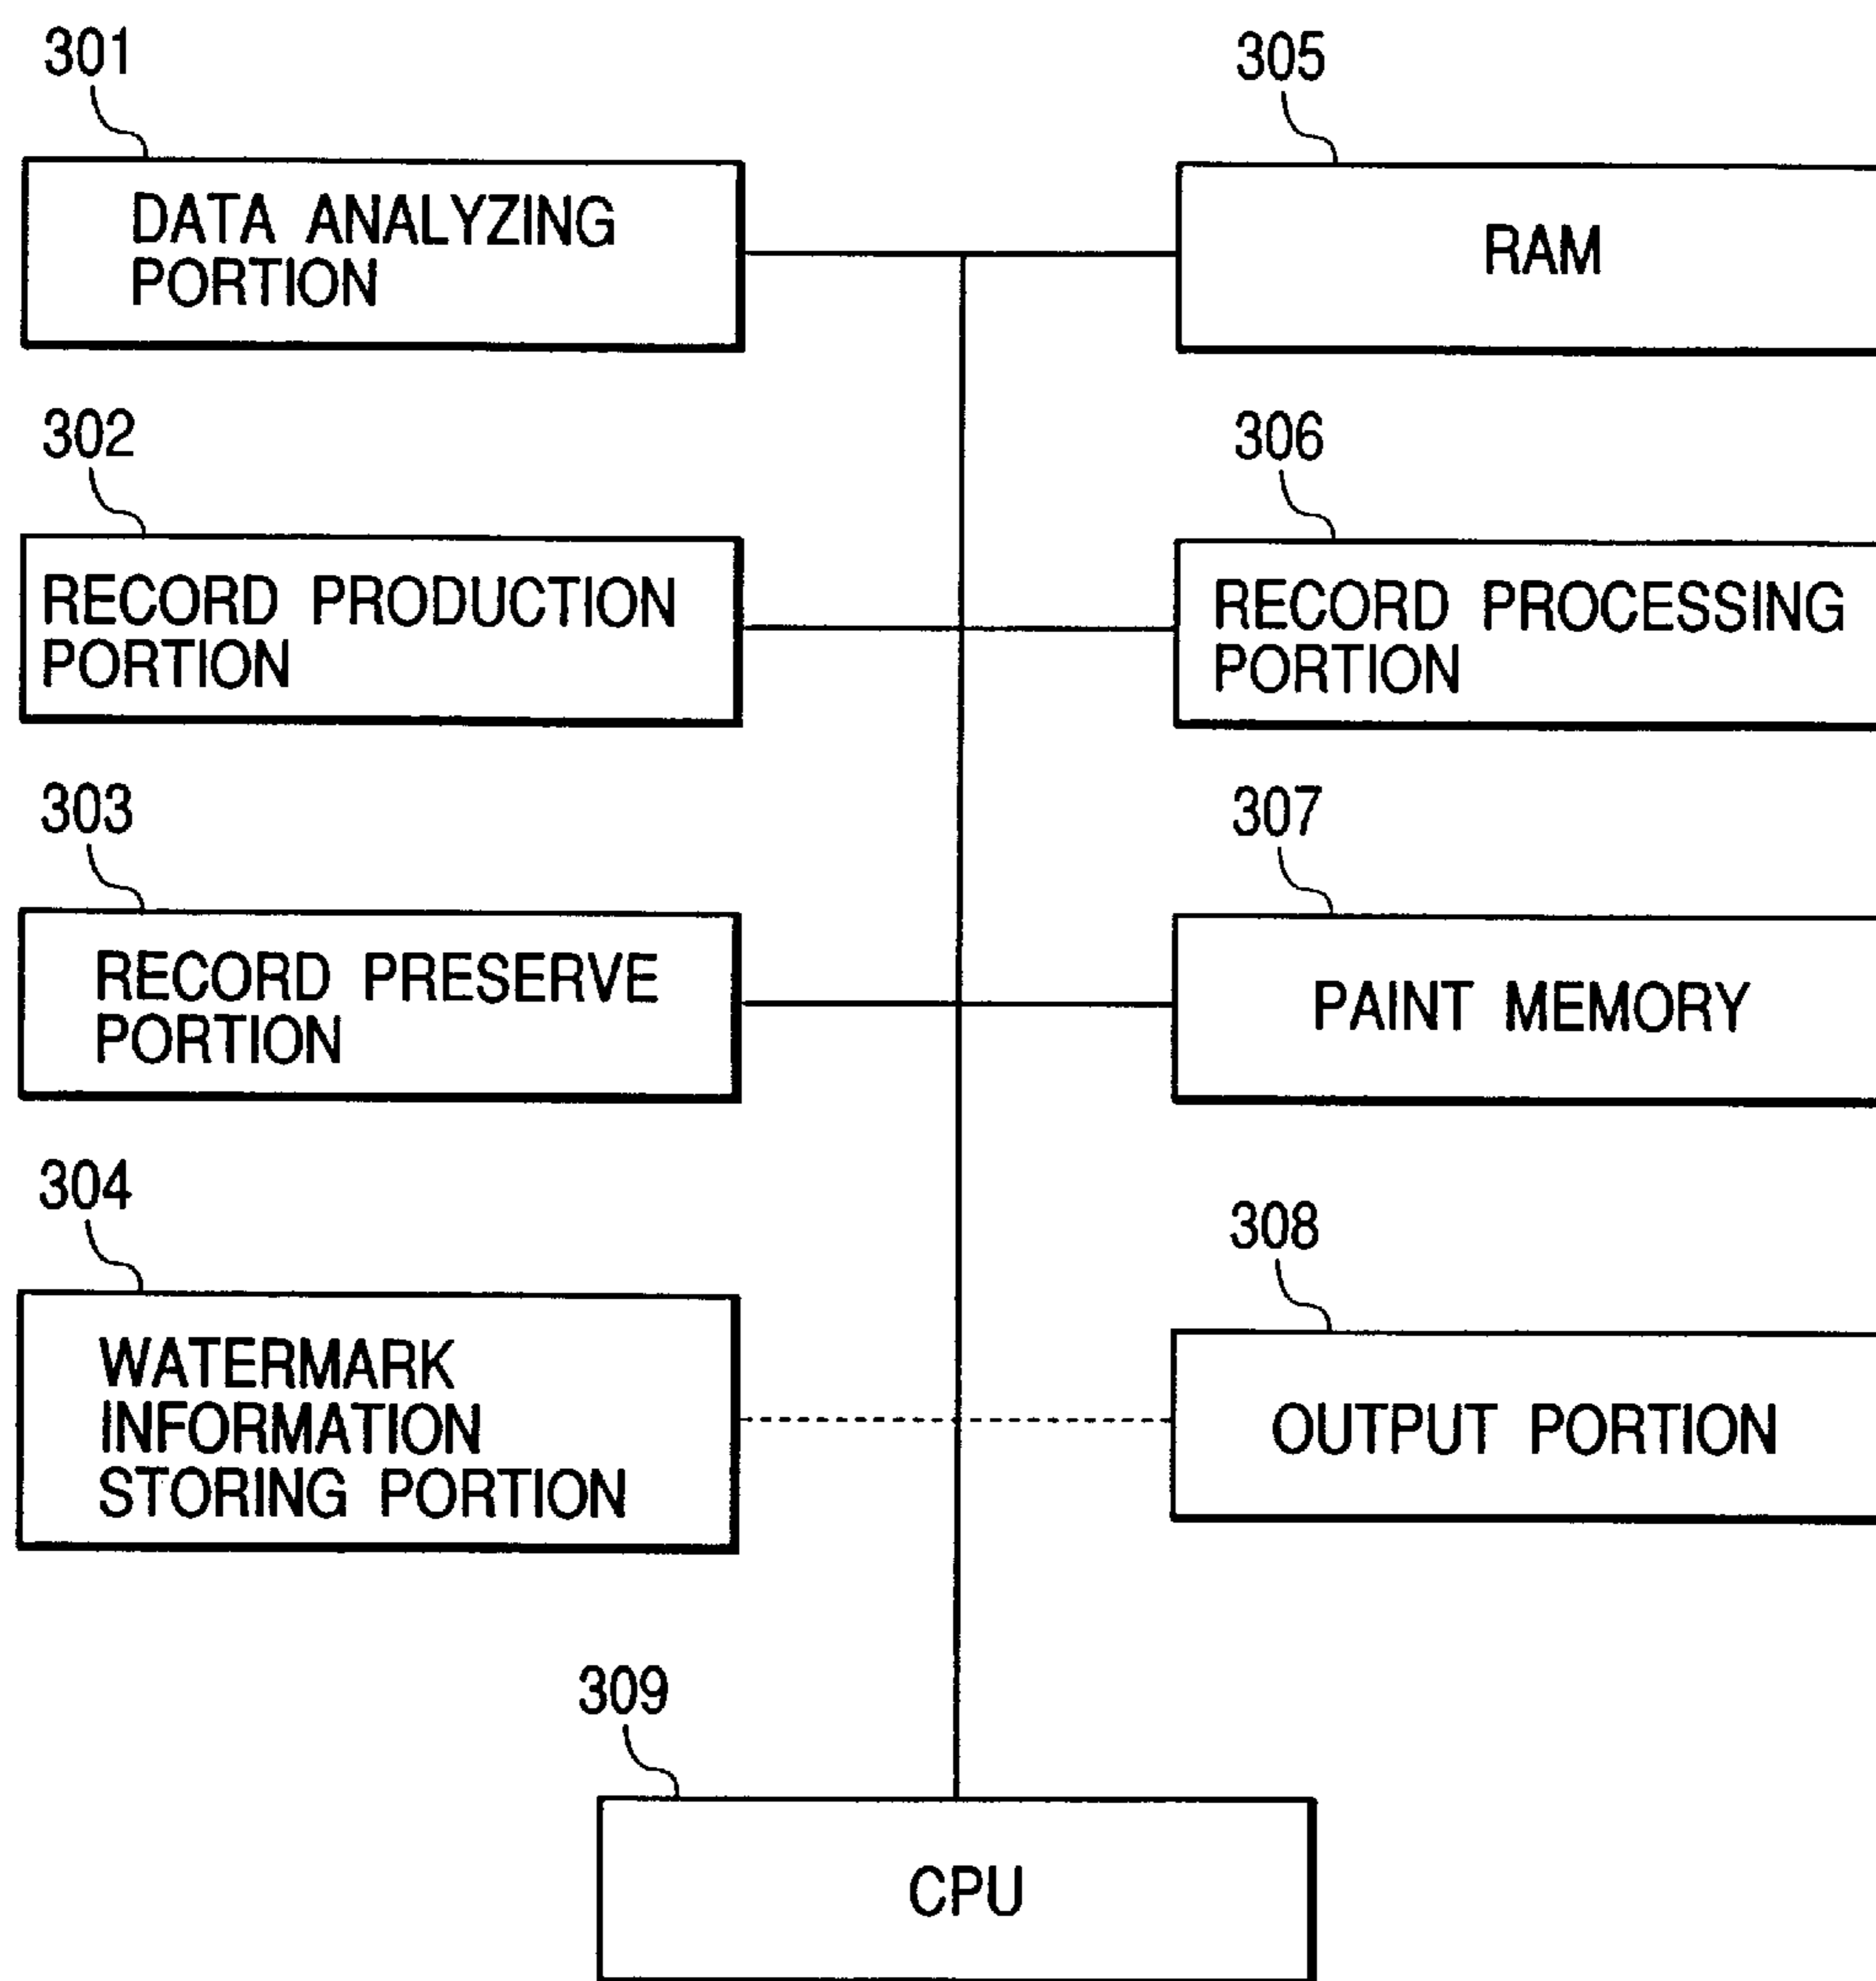 301
DATA ANALYZING
PORTION
305
RAM
302
RECORD PRODUCTION
PORTION
306
RECORD PROCESSING
PORTION
303
RECORD PRESERVE
PORTION
307
PAINT MEMORY
304
WATERMARK
INFORMATION
STORING PORTION
308
OUTPUT PORTION
309
CPU